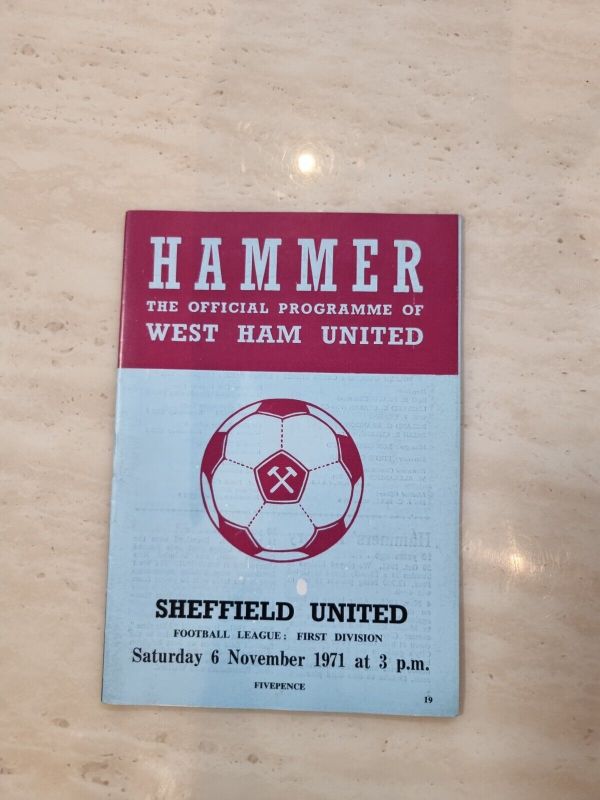 HAMMER
THE OFFICIAL PROGRAMME OF
WEST HAM UNITED
SHEFFIELD UNITED
FOOTBALL LEAGUE: FIRST DIVISION
Saturday 6 November 1971 at 3 p.m.
FIVEPENCE
19